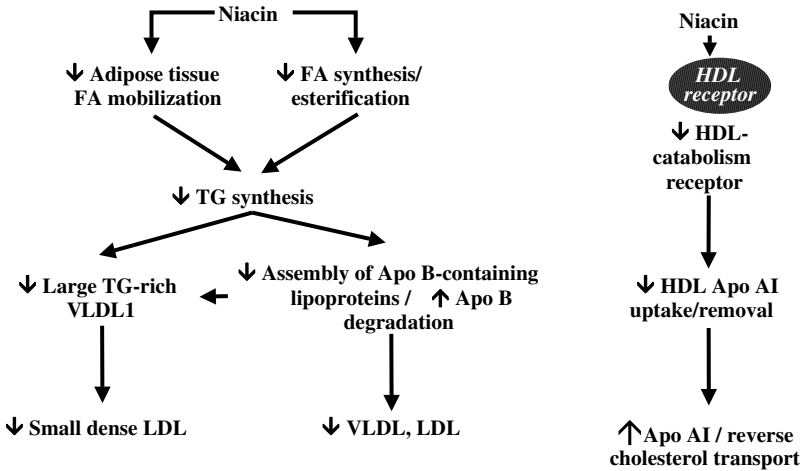 Niacin
↓ Adipose tissue
FA mobilization
↓ FA synthesis/
esterification
↓ TG synthesis
↓ Large TG-rich
VLDL1
↓ Assembly of Apo B-containing
lipoproteins / ↑ Apo B
degradation
↓ Small dense LDL
↓ VLDL, LDL
Niacin
HDL
receptor
↓ HDL-
catabolism
receptor
↓ HDL Apo AI
uptake/removal
↑ Apo AI / reverse
cholesterol transport